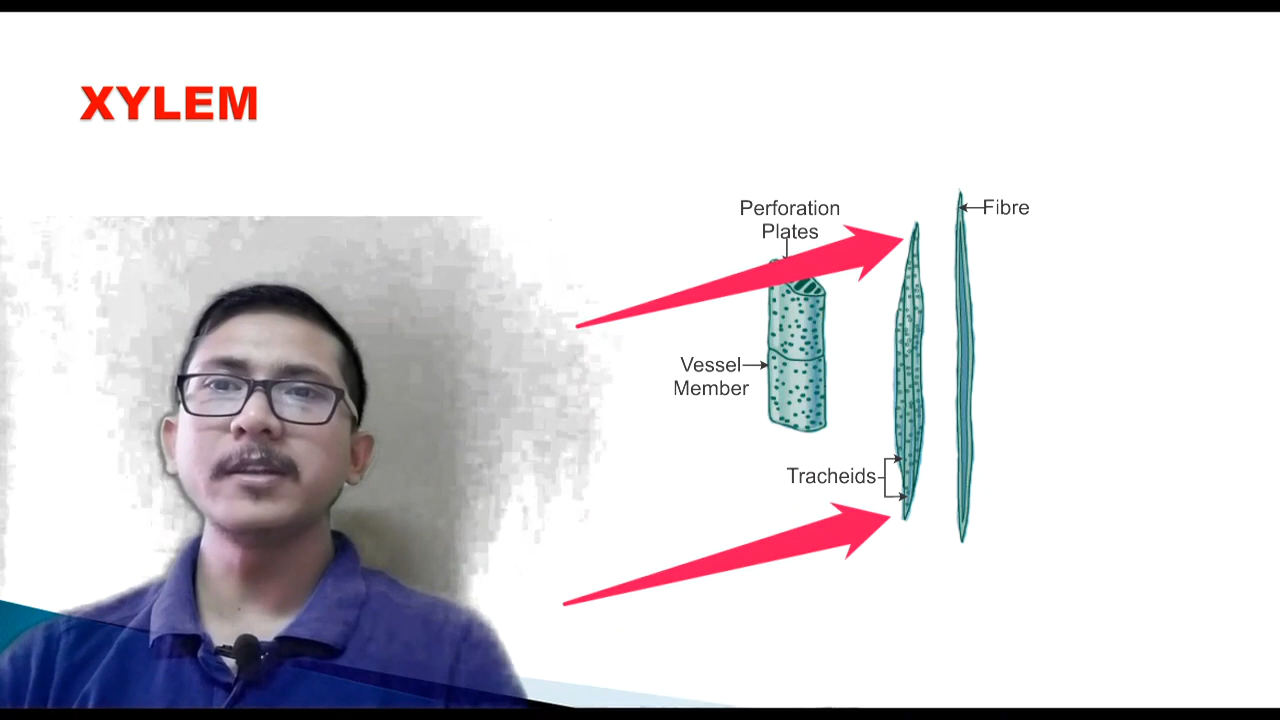 XYLEM
Perforation
Plates
Fibre
Vessel
Member
Tracheids